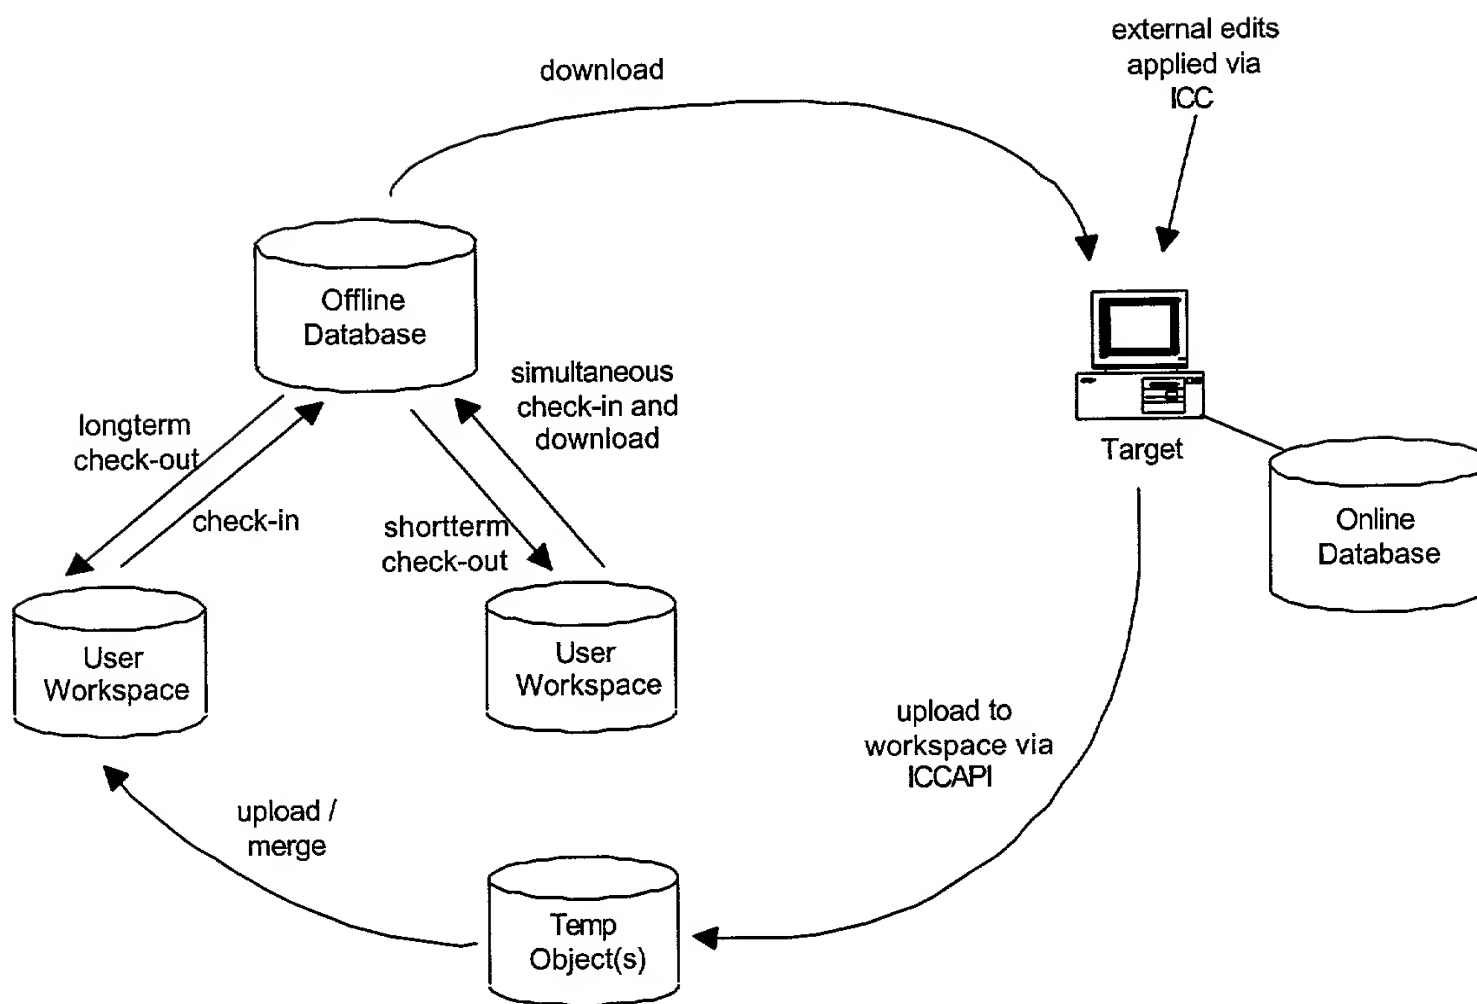 external edits
applied via
ICC
download
Offline
Database
simultaneous
check-in and
download
longterm
check-out
Target
check-in
shortterm
check-out
Online
Database
User
Workspace
User
Workspace
upload to
workspace via
ICCAPI
upload /
merge
Temp
Object(s)